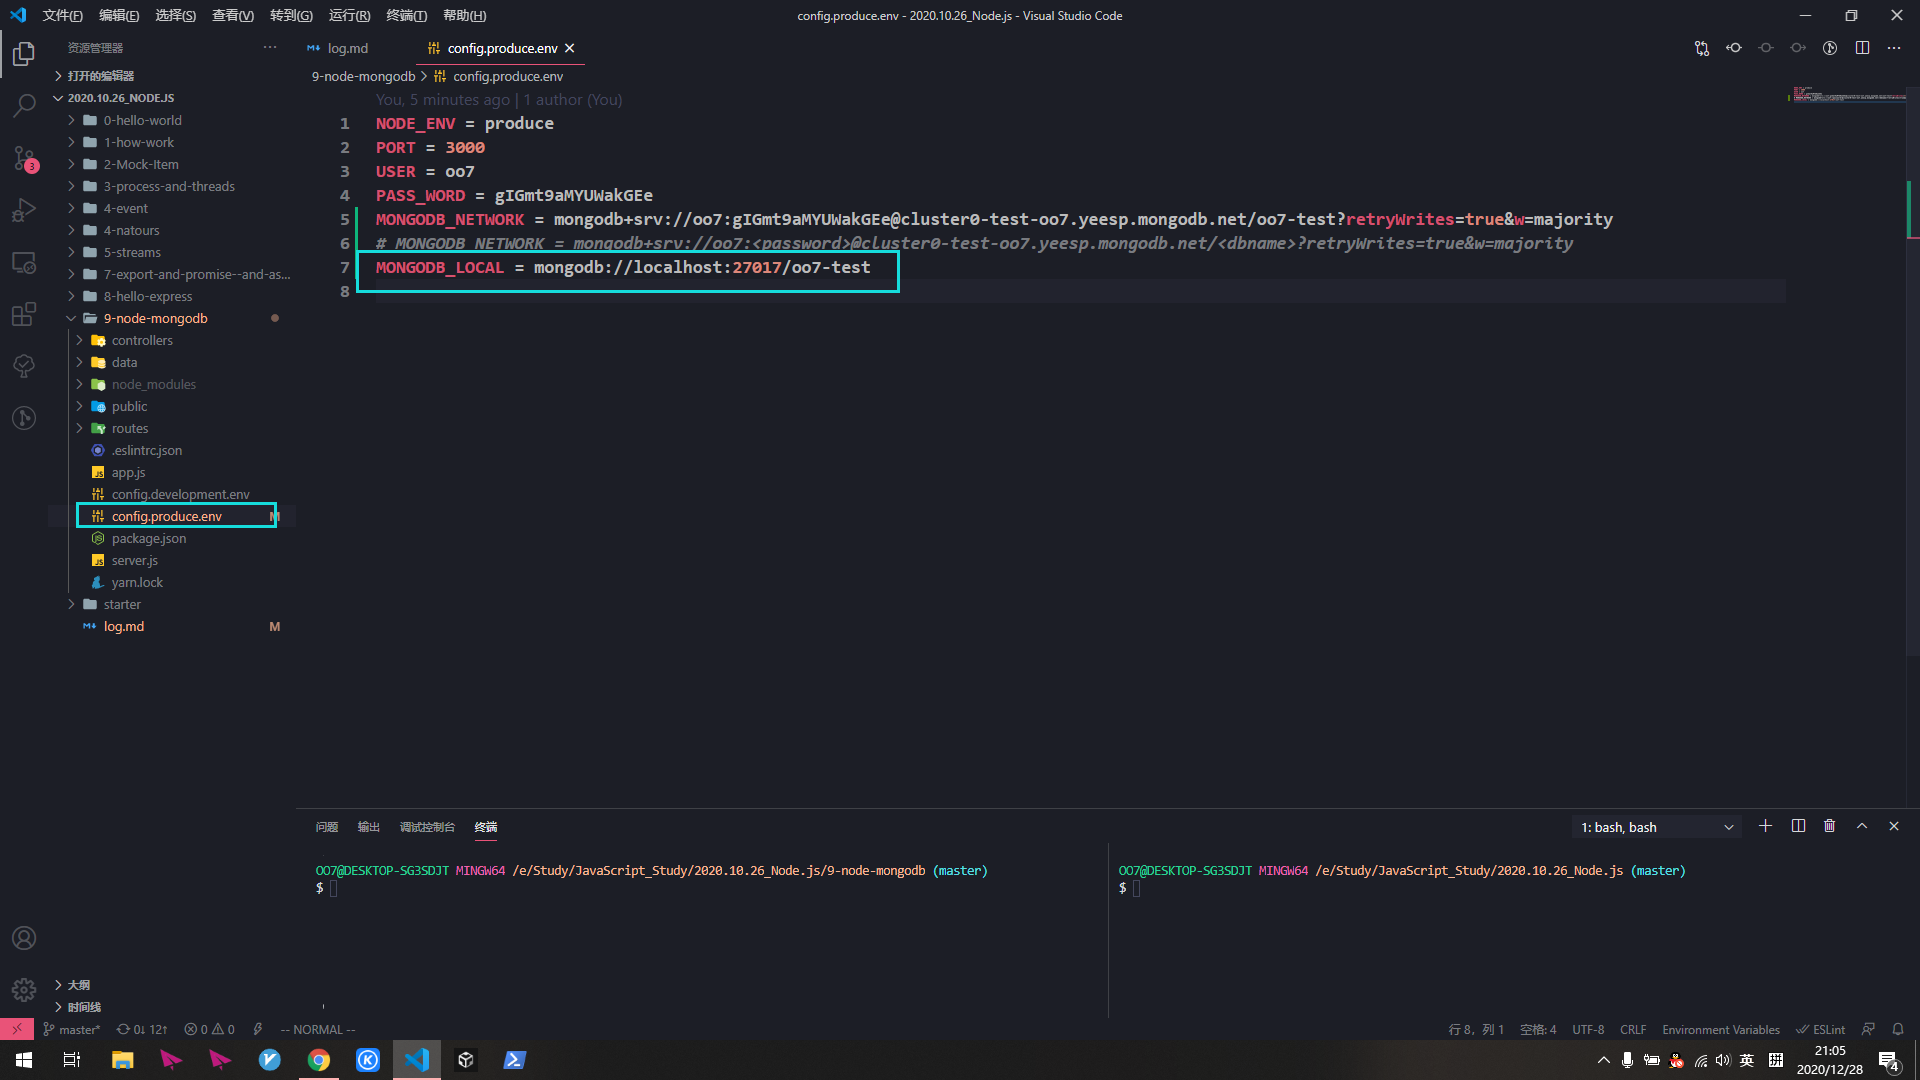 文件(F) 编辑(E) 选择(S) 查看(V) 转到(G) 运行(R) 终端(T) 帮助(H)
config.produce.env - 2020.10.26_Node.js - Visual Studio Code
资源管理器 ···
打开的编辑器
2020.10.26_NODE.JS
0-hello-world
1-how-work
2-Mock-Item
3-process-and-threads
4-event
4-natours
5-streams
7-export-and-promise--and-as...
8-hello-express
9-node-mongodb
controllers
data
node_modules
public
routes
.eslintrc.json
app.js
config.development.env
config.produce.env M
package.json
server.js
yarn.lock
starter
log.md M
大纲
时间线
3
log.md config.produce.env
9-node-mongodb > config.produce.env
You, 5 minutes ago | 1 author (You)
1 NODE_ENV = produce
2 PORT = 3000
3 USER = oo7
4 PASS_WORD = gIGmt9aMYUWakGEe
5 MONGODB_NETWORK = mongodb+srv://oo7:gIGmt9aMYUWakGEe@cluster0-test-oo7.yeesp.mongodb.net/oo7-test?retryWrites=true&w=majority
6 # MONGODB_NETWORK = mongodb+srv://oo7:<password>@cluster0-test-oo7.yeesp.mongodb.net/<dbname>?retryWrites=true&w=majority
7 MONGODB_LOCAL = mongodb://localhost:27017/oo7-test
8
问题 输出 调试控制台 终端
1: bash, bash
OO7@DESKTOP-SG3SDJT MINGW64 /e/Study/JavaScript_Study/2020.10.26_Node.js/9-node-mongodb (master)
$
OO7@DESKTOP-SG3SDJT MINGW64 /e/Study/JavaScript_Study/2020.10.26_Node.js (master)
$
master* 0↓ 12↑ 0 0 -- NORMAL --
行 8，列 1 空格: 4 UTF-8 CRLF Environment Variables ESLint
英 拼
21:05
2020/12/28
4